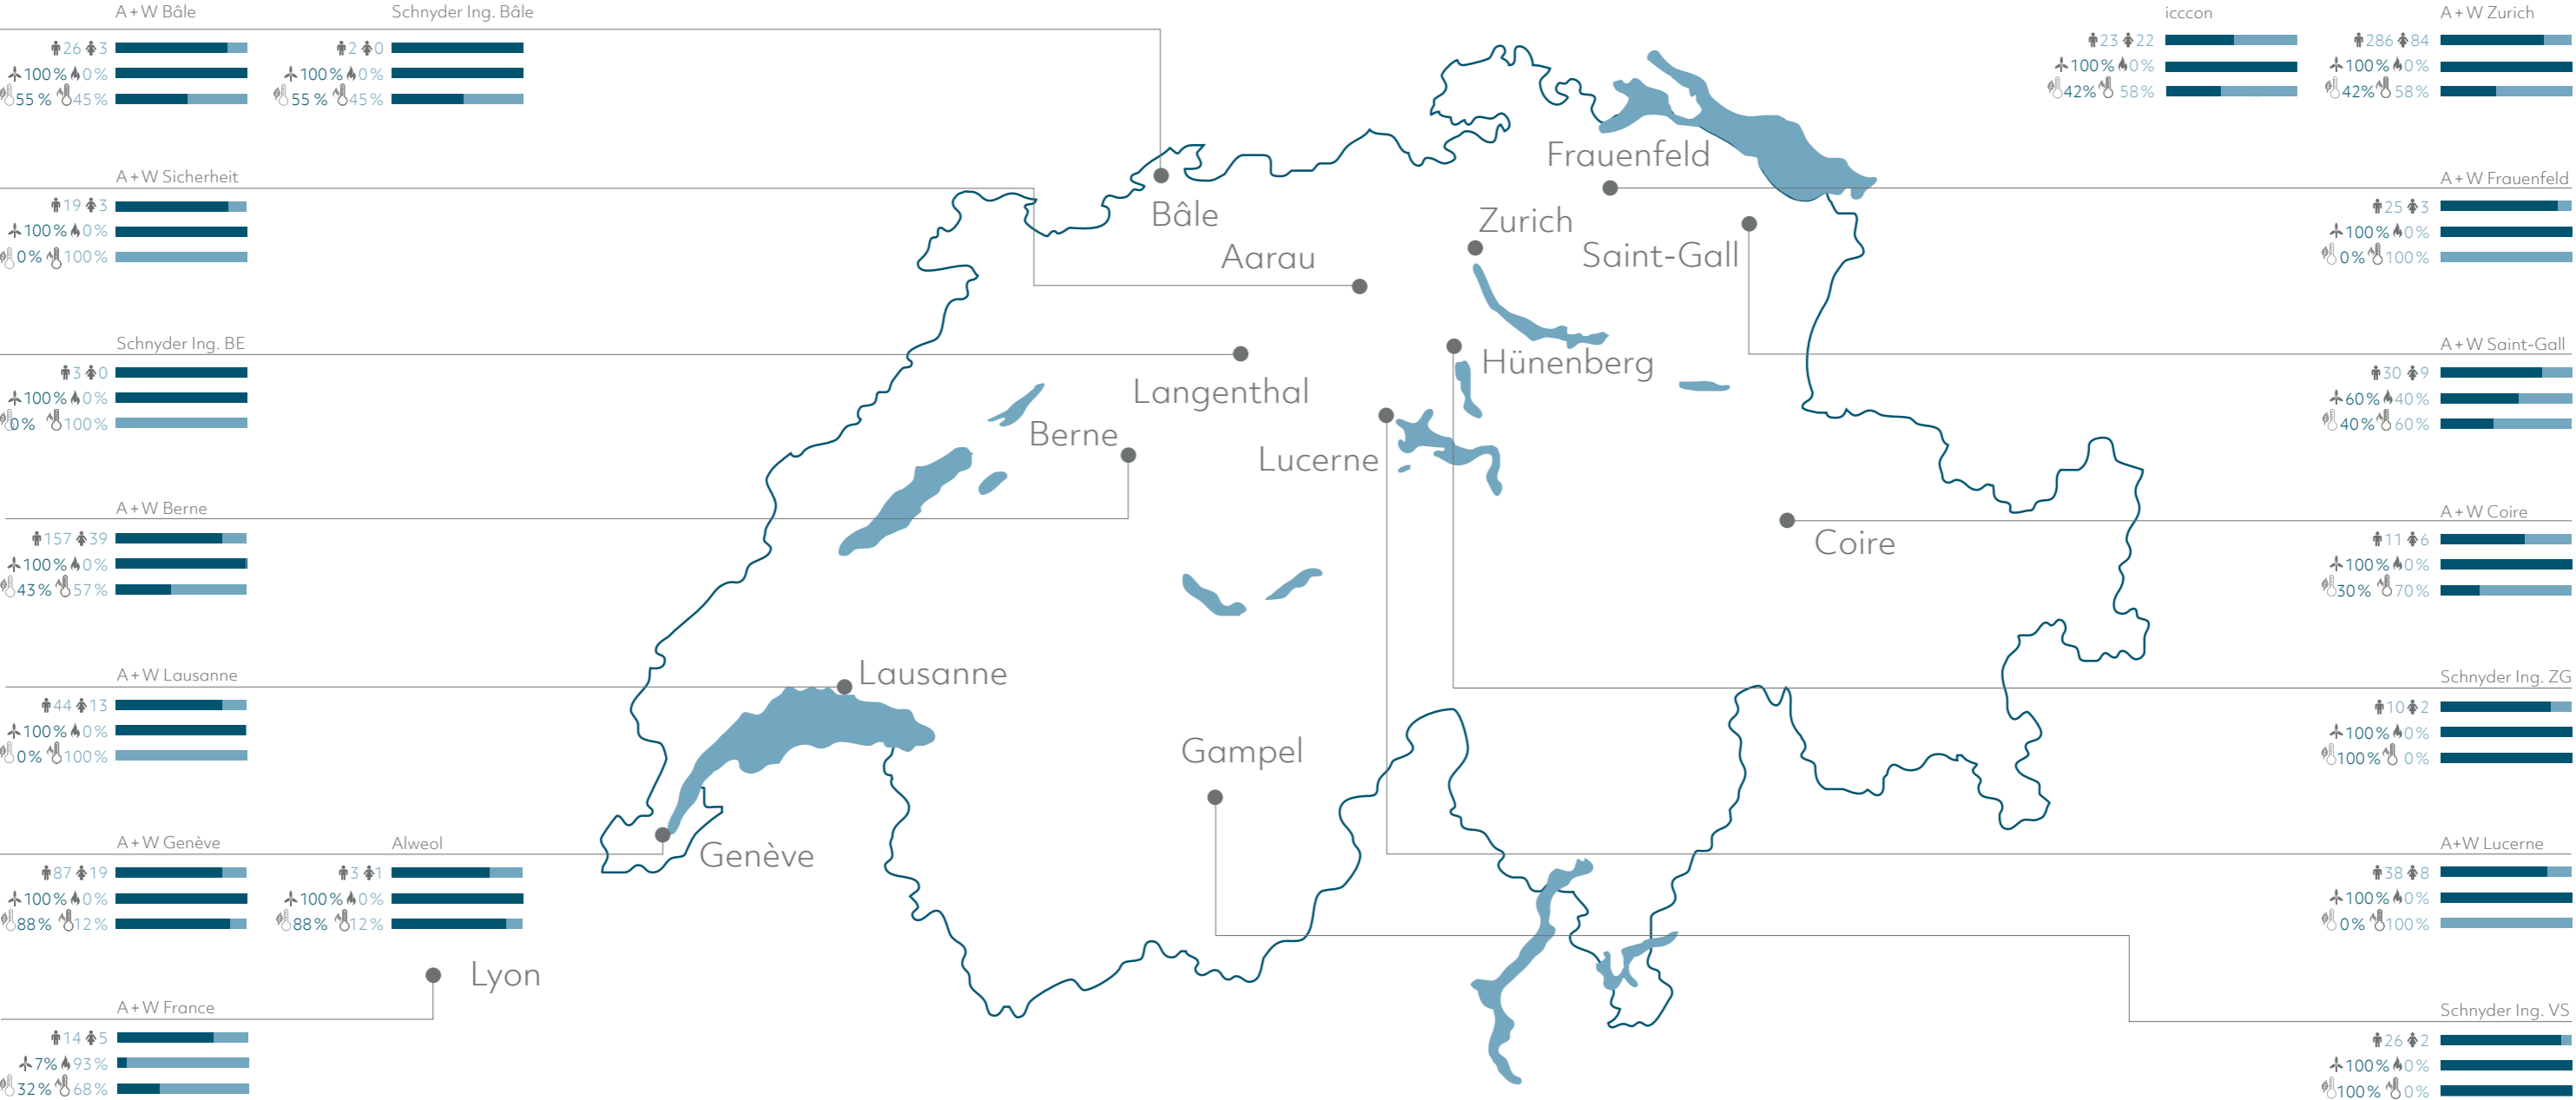 A + W Bâle
26 3
100% 0%
55% 45%
Schnyder Ing. Bâle
2 0
100% 0%
55% 45%
A + W Sicherheit
19 3
100% 0%
0% 100%
Schnyder Ing. BE
3 0
100% 0%
0% 100%
A + W Berne
157 39
100% 0%
43% 57%
A + W Lausanne
44 13
100% 0%
0% 100%
A + W Genève
87 19
100% 0%
88% 12%
Alweol
3 1
100% 0%
88% 12%
A + W France
14 5
7% 93%
32% 68%
Frauenfeld
Bâle
Zurich
Aarau
Saint-Gall
Hünenberg
Langenthal
Berne
Lucerne
Coire
Lausanne
Gampel
Genève
Lyon
icccon
23 22
100% 0%
42% 58%
A + W Zurich
286 84
100% 0%
42% 58%
A + W Frauenfeld
25 3
100% 0%
0% 100%
A + W Saint-Gall
30 9
60% 40%
40% 60%
A + W Coire
11 6
100% 0%
30% 70%
Schnyder Ing. ZG
10 2
100% 0%
100% 0%
A+W Lucerne
38 8
100% 0%
0% 100%
Schnyder Ing. VS
26 2
100% 0%
100% 0%